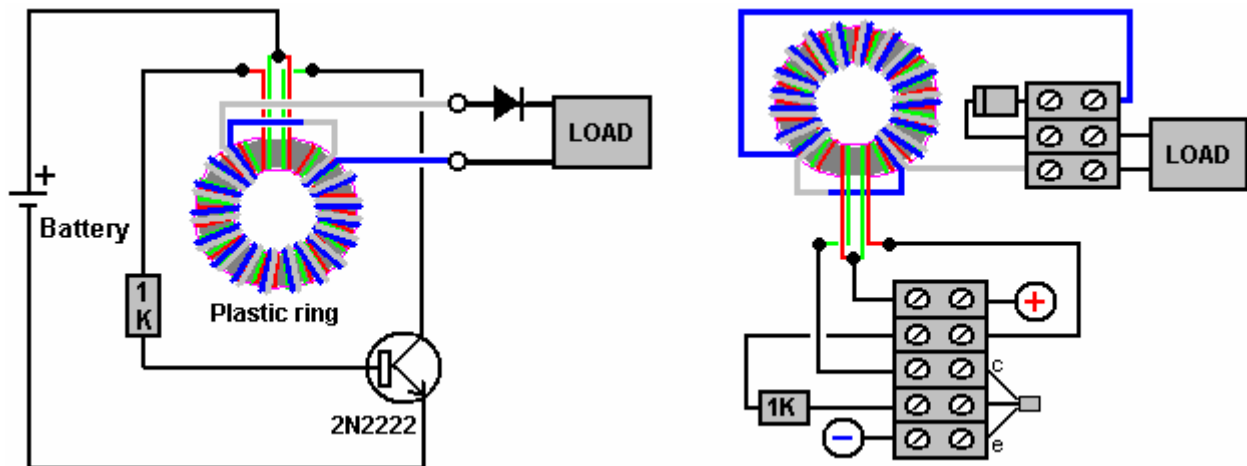 +
Battery
1
K
Plastic ring
2N2222
LOAD
LOAD
+
1K
−
c
e